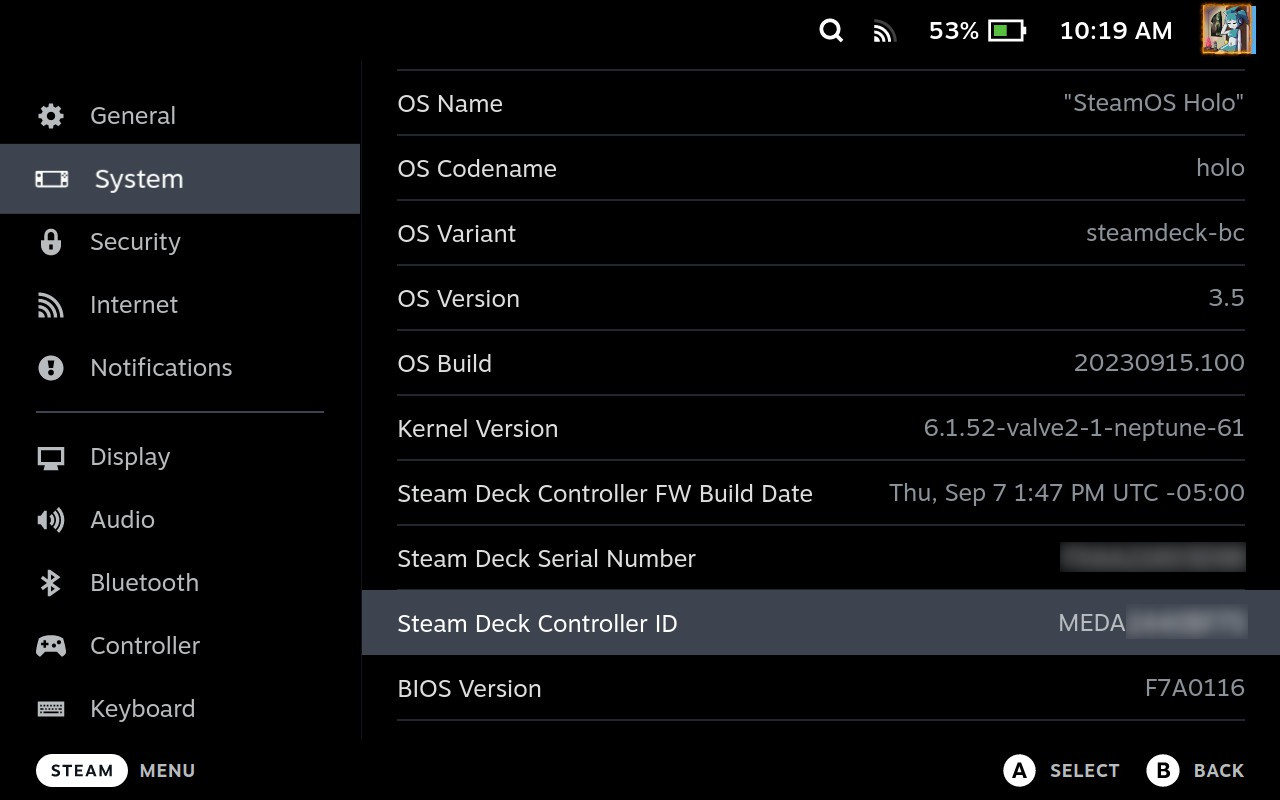 53% 10:19 AM
General
System
Security
Internet
Notifications
Display
Audio
Bluetooth
Controller
Keyboard
OS Name "SteamOS Holo"
OS Codename holo
OS Variant steamdeck-bc
OS Version 3.5
OS Build 20230915.100
Kernel Version 6.1.52-valve2-1-neptune-61
Steam Deck Controller FW Build Date Thu, Sep 7 1:47 PM UTC -05:00
Steam Deck Serial Number
Steam Deck Controller ID MEDA
BIOS Version F7A0116
STEAM MENU A SELECT B BACK